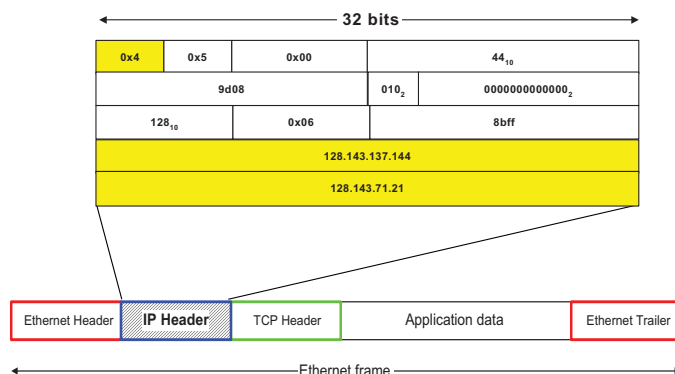 32 bits
0x4 0x5 0x00 44₁₀
9d08 010₂ 0000000000000₂
128₁₀ 0x06 8bff
128.143.137.144
128.143.71.21
Ethernet Header IP Header TCP Header Application data Ethernet Trailer
Ethernet frame